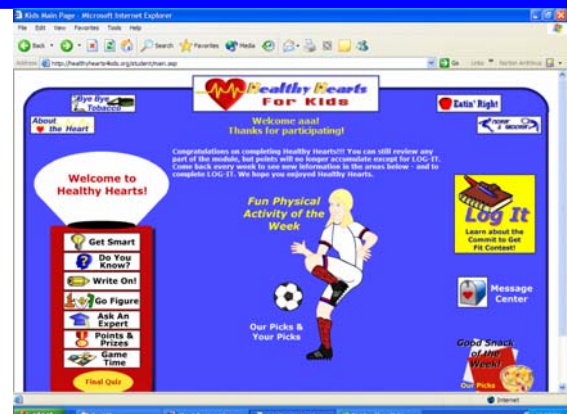 Kids Main Page - Microsoft Internet Explorer
File Edit View Favorites Tools Help
Back Search Favorites Media
Address http://healthyhearts4kids.org/student/main.asp Go Links Norton AntiVirus
Healthy Hearts
For Kids
Bye Bye
Tobacco
Eatin' Right
About
the Heart
Welcome aaa!
Thanks for participating!
Congratulations on completing Healthy Hearts!!! You can still review any
part of the module, but points will no longer accumulate except for LOG-IT.
Come back every week to see new information in the areas below - and to
complete LOG-IT. We hope you enjoyed Healthy Hearts.
Welcome to
Healthy Hearts!
Fun Physical
Activity of the
Week
Log It
Learn about the
Commit to Get
Fit Contest!
Get Smart
Do You
Know?
Write On!
Go Figure
Ask An
Expert
Points &
Prizes
Game
Time
Final Quiz
Message
Center
Our Picks &
Your Picks
Good Snack
of the
Week!
Our Picks
Internet